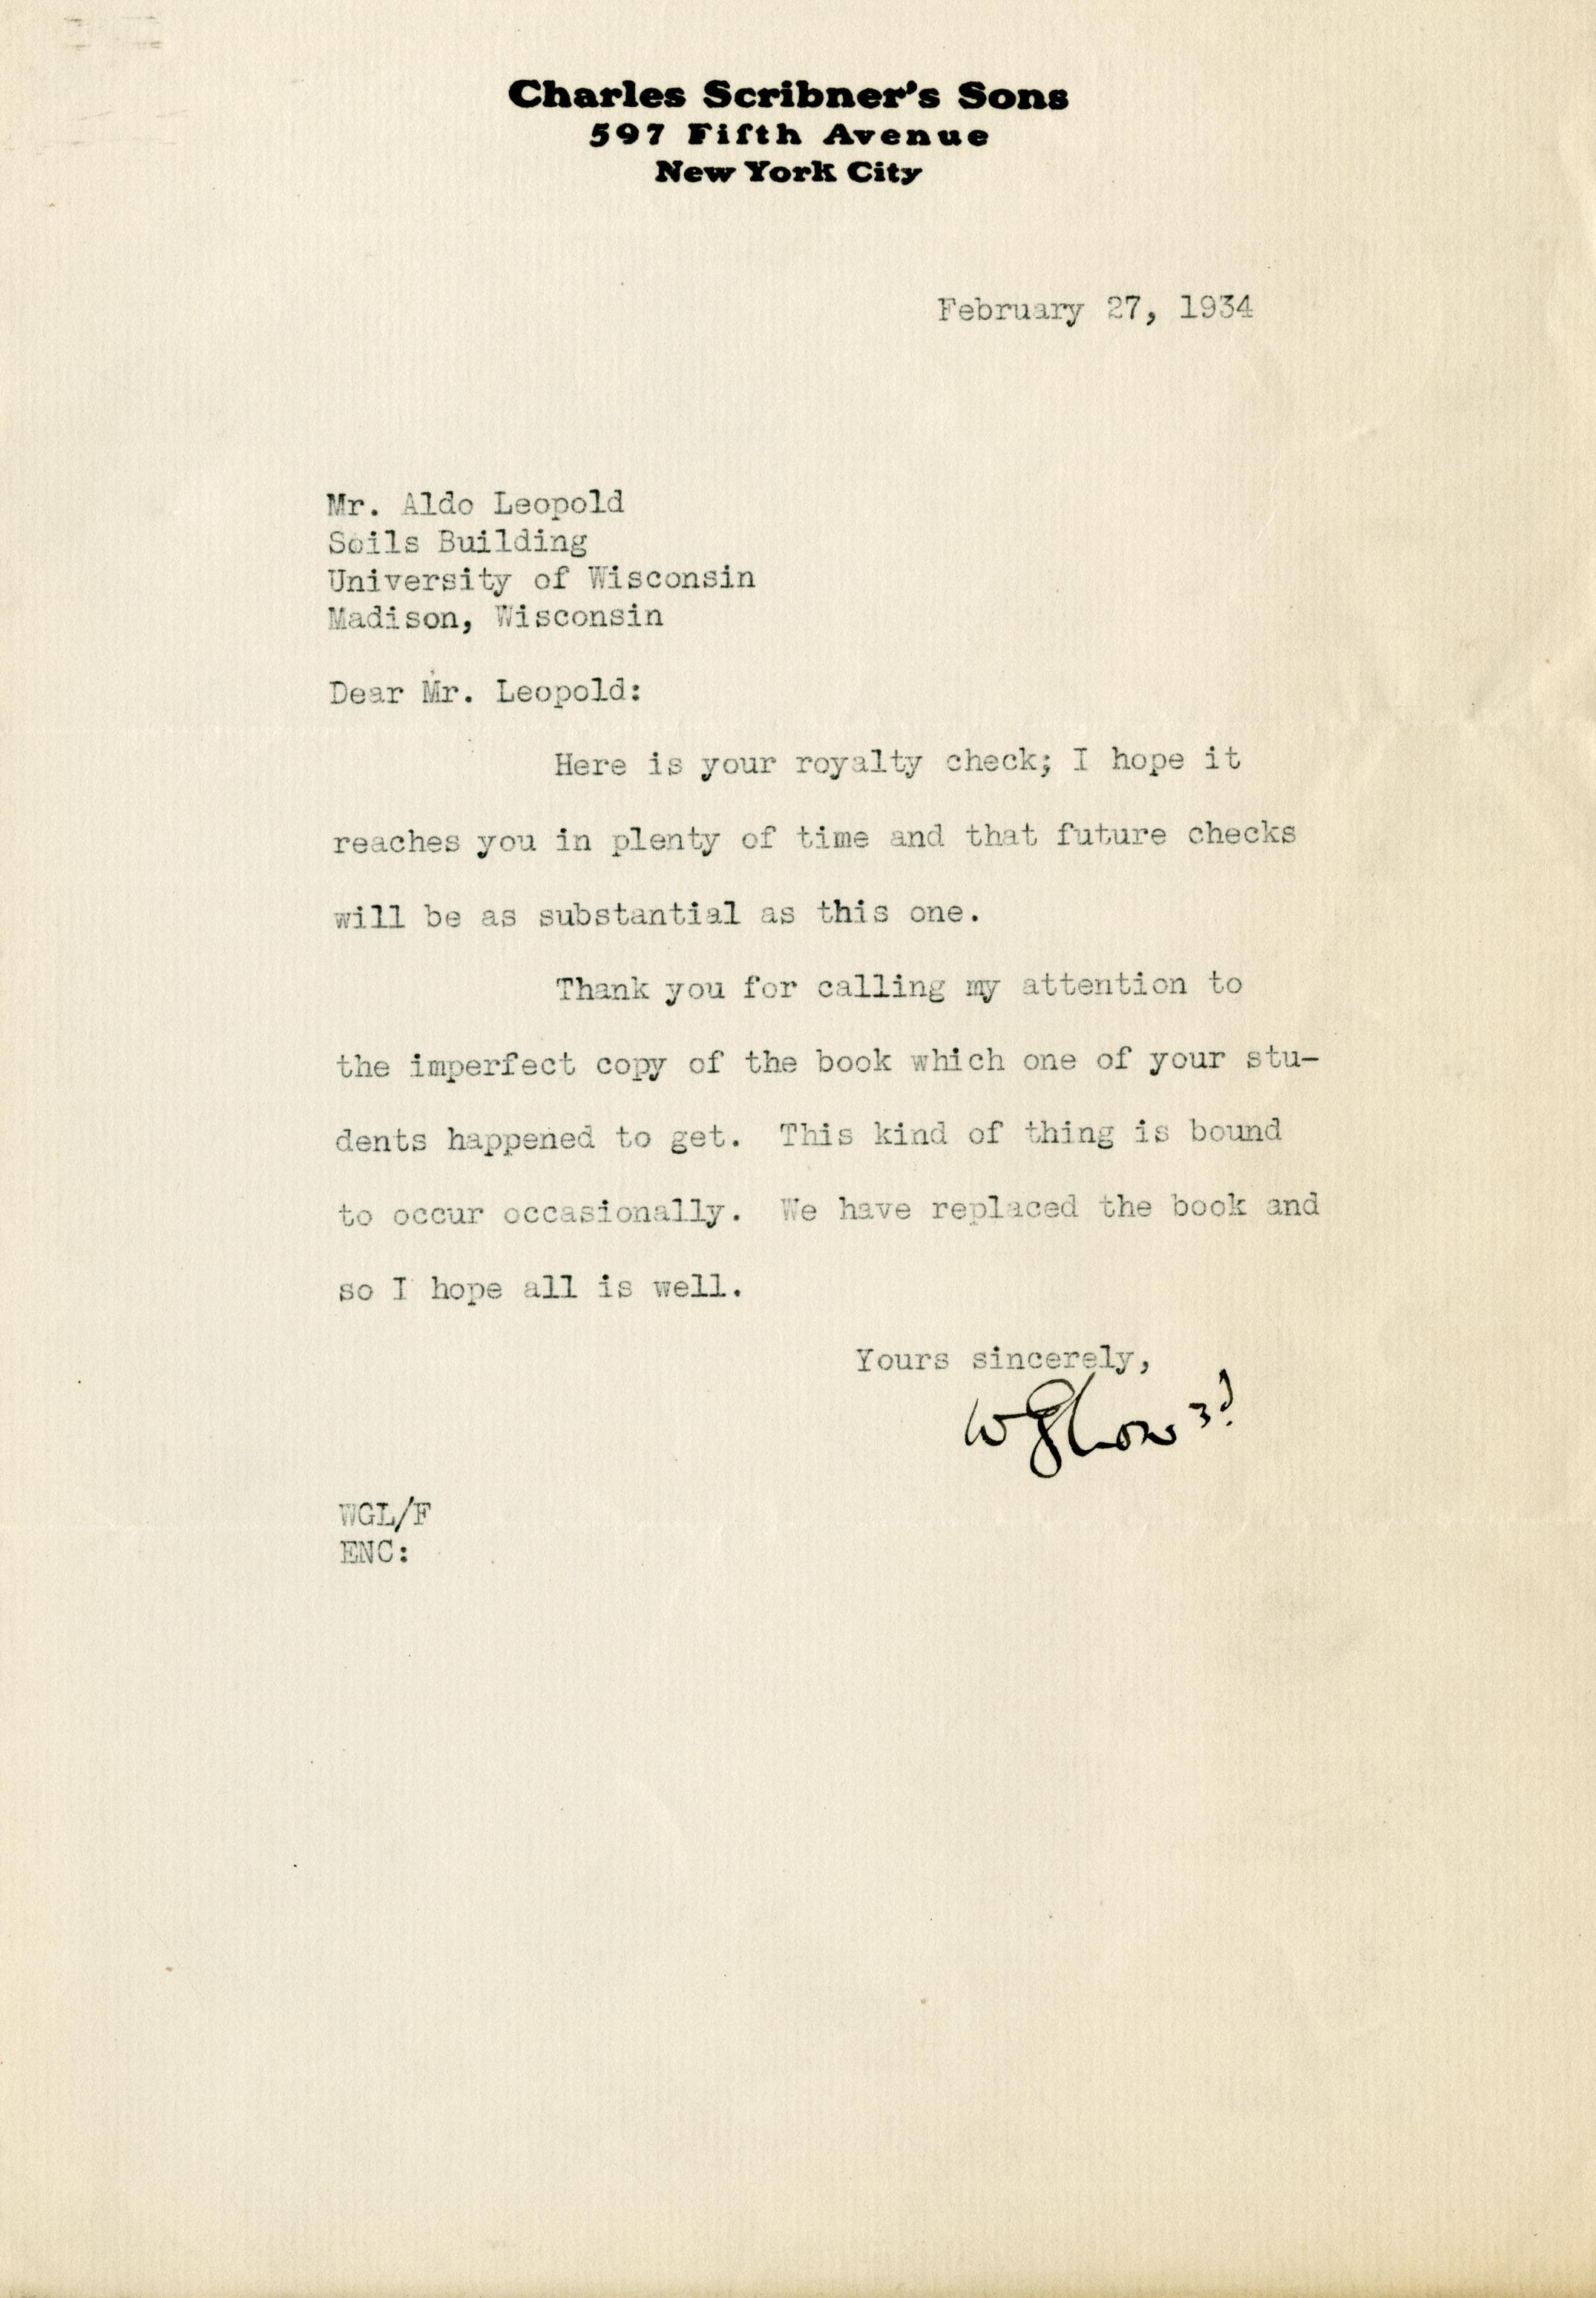 Charles Scribner's Sons
597 Fifth Avenue
New York City
February 27, 1934
Mr. Aldo Leopold
Soils Building
University of Wisconsin
Madison, Wisconsin
Dear Mr. Leopold:
Here is your royalty check; I hope it
reaches you in plenty of time and that future checks
will be as substantial as this one.
Thank you for calling my attention to
the imperfect copy of the book which one of your stu-
dents happened to get. This kind of thing is bound
to occur occasionally. We have replaced the book and
so I hope all is well.
Yours sincerely,
WGL/F
ENC: